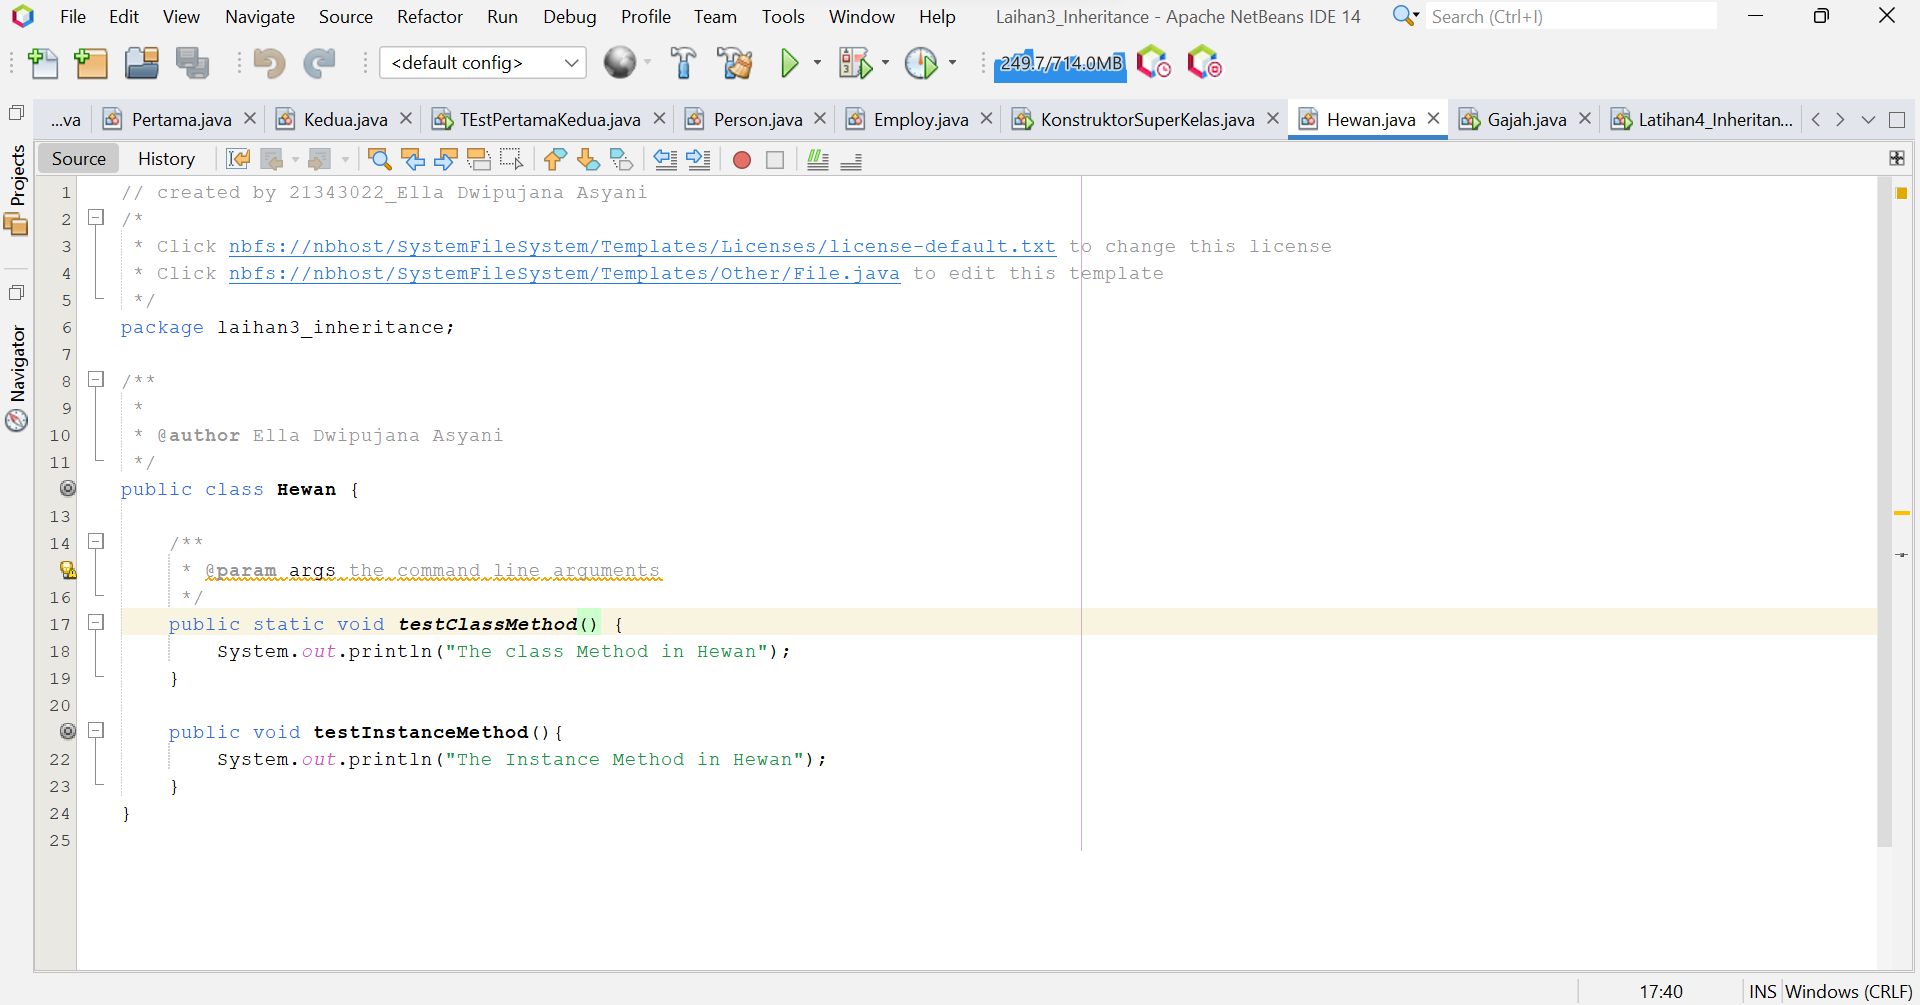 File Edit View Navigate Source Refactor Run Debug Profile Team Tools Window Help Laihan3_Inheritance - Apache NetBeans IDE 14 Search (Ctrl+I)
<default config> 249.7/714.0MB
...va Pertama.java Kedua.java TEstPertamaKedua.java Person.java Employ.java KonstruktorSuperKelas.java Hewan.java Gajah.java Latihan4_Inheritan...
Projects
Navigator
Source History
1 // created by 21343022_Ella Dwipujana Asyani
2 /*
3 * Click nbfs://nbhost/SystemFileSystem/Templates/Licenses/license-default.txt to change this license
4 * Click nbfs://nbhost/SystemFileSystem/Templates/Other/File.java to edit this template
5 */
6 package laihan3_inheritance;
7
8 /**
9 *
10 * @author Ella Dwipujana Asyani
11 */
public class Hewan {
13
14 /**
* @param args the command line arguments
16 */
17 public static void testClassMethod() {
18 System.out.println("The class Method in Hewan");
19 }
20
public void testInstanceMethod(){
22 System.out.println("The Instance Method in Hewan");
23 }
24 }
25
17:40 INS Windows (CRLF)